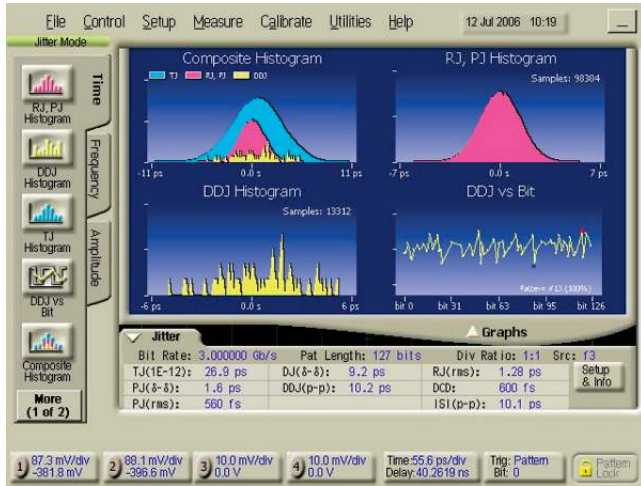 File Control Setup Measure Calibrate Utilities Help 12 Jul 2006 10:19
Jitter Mode
RJ, PJ
Histogram
DDJ
Histogram
TJ
Histogram
DDJ vs
Bit
Composite
Histogram
More
(1 of 2)
Time
Frequency
Amplitude
Composite Histogram
TJ RJ, PJ DDJ
-11 ps 0.0 s 11 ps
RJ, PJ Histogram
Samples: 98304
-7 ps 0.0 s 7 ps
DDJ Histogram
Samples: 13312
-6 ps 0.0 s 6 ps
DDJ vs Bit
Pattern #13 (100%)
bit 0 bit 31 bit 63 bit 95 bit 126
Jitter
Graphs
Bit Rate: 3.000000 Gb/s Pat Length: 127 bits Div Ratio: 1:1 Src: f3
TJ(1E-12): 26.9 ps DJ(δ-δ): 9.2 ps RJ(rms): 1.28 ps
PJ(δ-δ): 1.6 ps DDJ(p-p): 10.2 ps DCD: 600 fs
PJ(rms): 560 fs ISI(p-p): 10.1 ps
Setup
& Info
1 87.3 mV/div
-381.8 mV
2 88.1 mV/div
-396.6 mV
3 10.0 mV/div
0.0 V
4 10.0 mV/div
0.0 V
Time:55.6 ps/div
Delay:40.2619 ns
Trig: Pattern
Bit: 0
Pattern
Lock